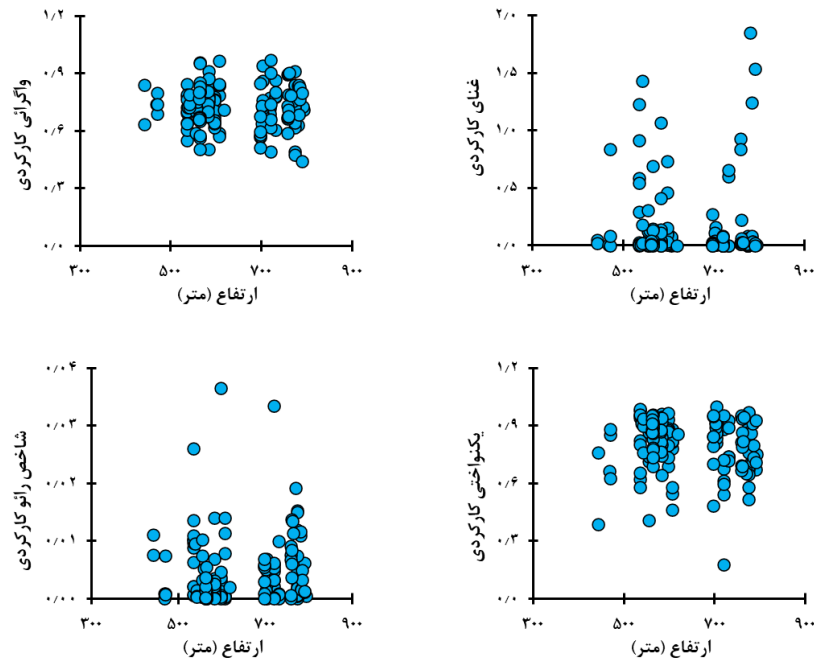 واگرائی کارکردی
۱٫۲
۰٫۹
۰٫۶
۰٫۳
۰٫۰
۳۰۰ ۵۰۰ ۷۰۰ ۹۰۰
ارتفاع (متر)
غنای کارکردی
۲٫۰
۱٫۵
۱٫۰
۰٫۵
۰٫۰
۳۰۰ ۵۰۰ ۷۰۰ ۹۰۰
ارتفاع (متر)
شاخص رائو کارکردی
۰٫۰۴
۰٫۰۳
۰٫۰۲
۰٫۰۱
۰٫۰۰
۳۰۰ ۵۰۰ ۷۰۰ ۹۰۰
ارتفاع (متر)
یکنواختی کارکردی
۱٫۲
۰٫۹
۰٫۶
۰٫۳
۰٫۰
۳۰۰ ۵۰۰ ۷۰۰ ۹۰۰
ارتفاع (متر)